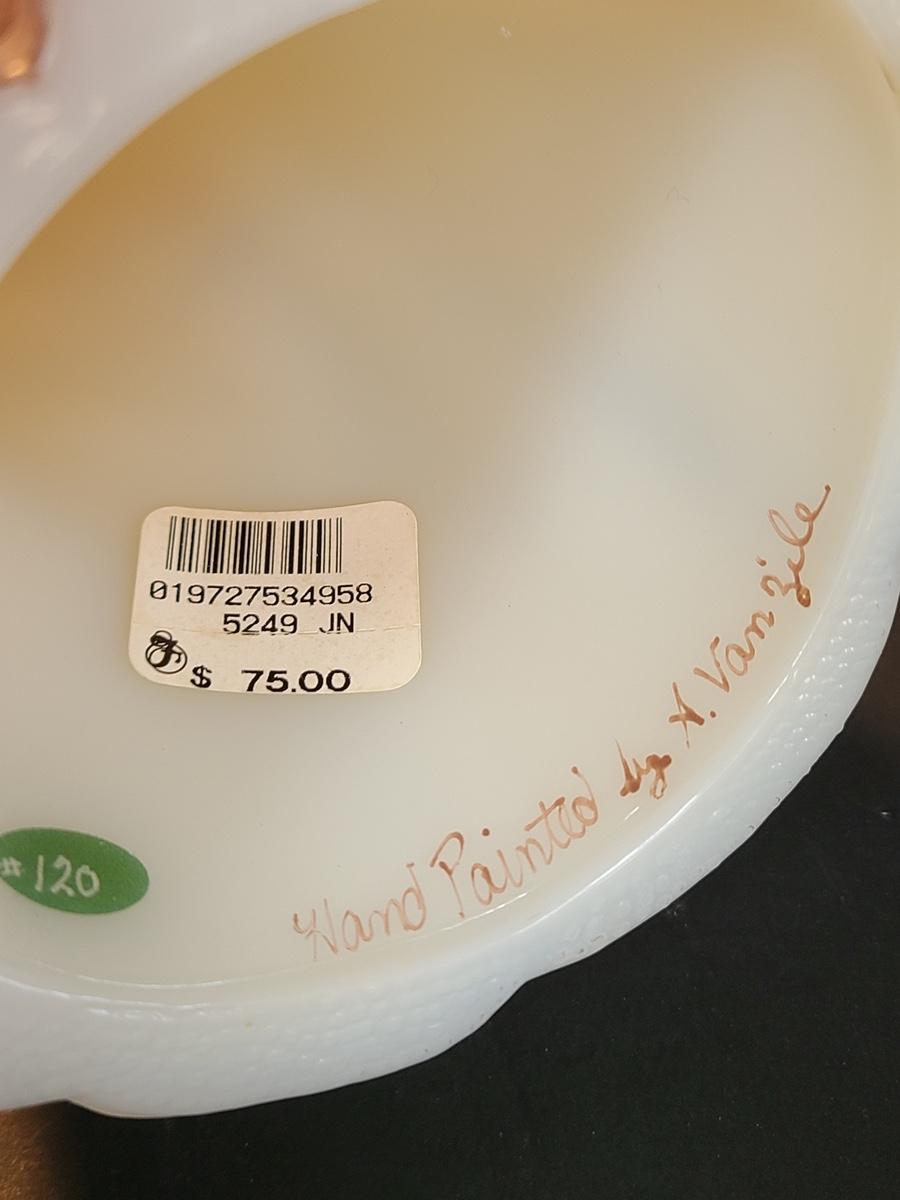 019727534958
5249 JN
$ 75.00
#120
Hand Painted by A. Van Zile